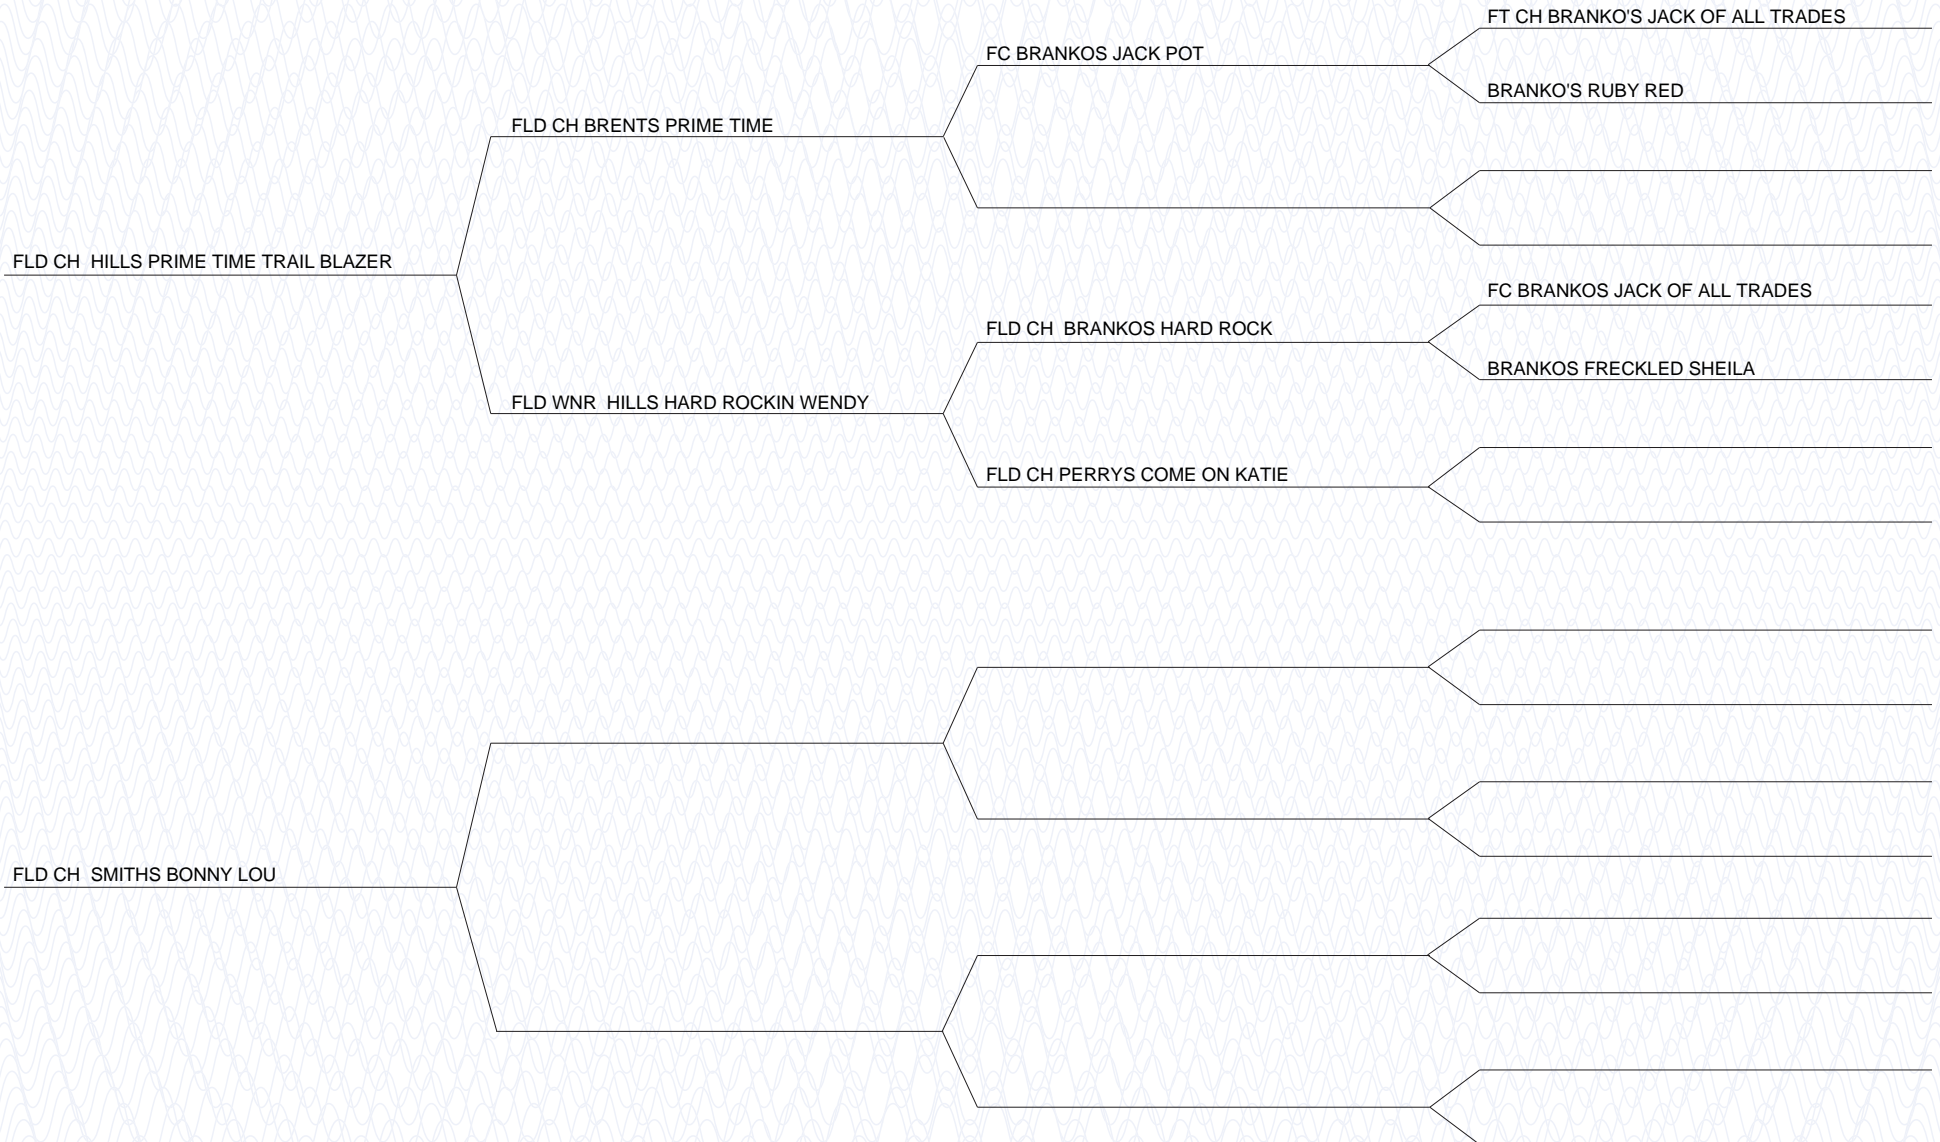 FT CH BRANKO'S JACK OF ALL TRADES
FC BRANKOS JACK POT
BRANKO'S RUBY RED
FLD CH BRENTS PRIME TIME
FLD CH  HILLS PRIME TIME TRAIL BLAZER
FC BRANKOS JACK OF ALL TRADES
FLD CH  BRANKOS HARD ROCK
BRANKOS FRECKLED SHEILA
FLD WNR  HILLS HARD ROCKIN WENDY
FLD CH PERRYS COME ON KATIE
FLD CH  SMITHS BONNY LOU